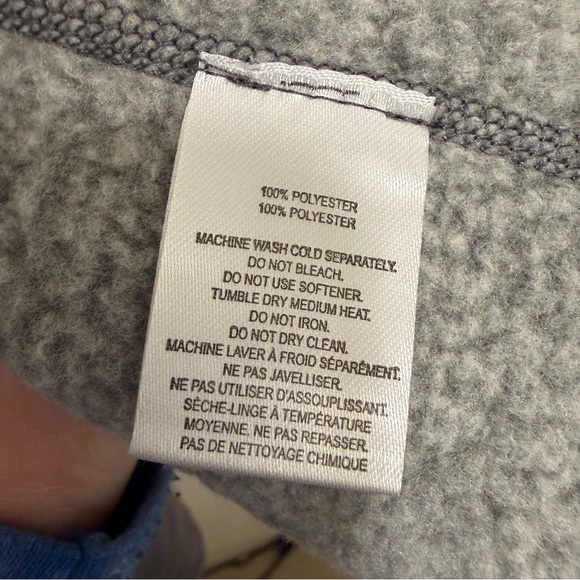 100% POLYESTER
100% POLYESTER
MACHINE WASH COLD SEPARATELY.
DO NOT BLEACH.
DO NOT USE SOFTENER.
TUMBLE DRY MEDIUM HEAT.
DO NOT IRON.
DO NOT DRY CLEAN.
MACHINE LAVER À FROID SÉPARÉMENT.
NE PAS JAVELLISER.
NE PAS UTILISER D'ASSOUPLISSANT.
SÈCHE-LINGE À TEMPÉRATURE
MOYENNE. NE PAS REPASSER.
PAS DE NETTOYAGE CHIMIQUE